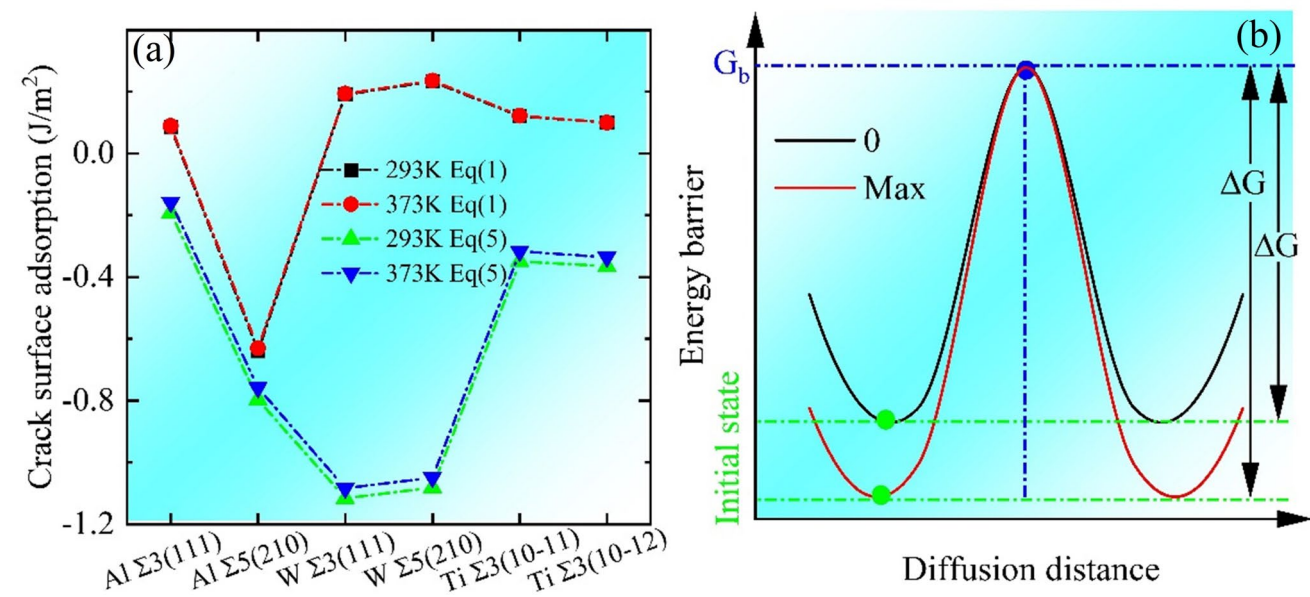 (a)
Crack surface adsorption (J/m²)
0.0
-0.4
-0.8
-1.2
293K Eq(1)
373K Eq(1)
293K Eq(5)
373K Eq(5)
Al Σ3(111)
Al Σ5(210)
W Σ3(111)
W Σ5(210)
Ti Σ3(10-11)
Ti Σ3(10-12)
(b)
G_b
0
Max
ΔG
ΔG
Energy barrier
Initial state
Diffusion distance